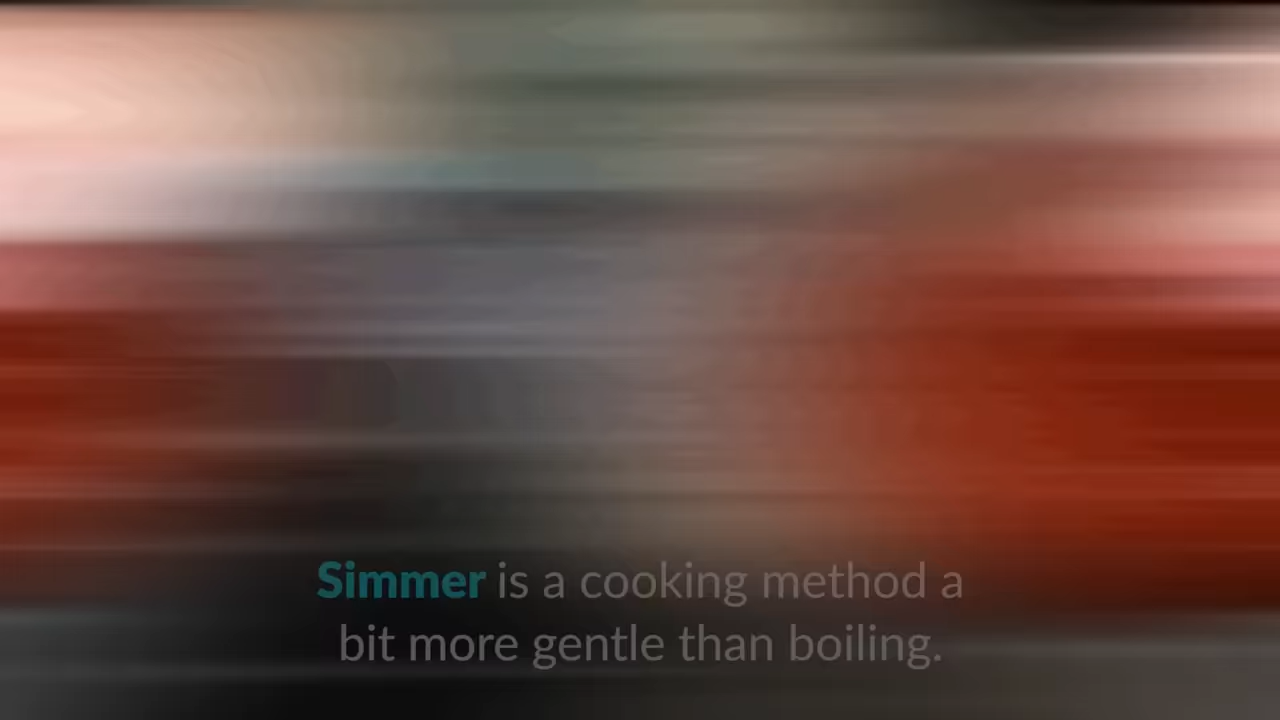 Simmer is a cooking method a
bit more gentle than boiling.